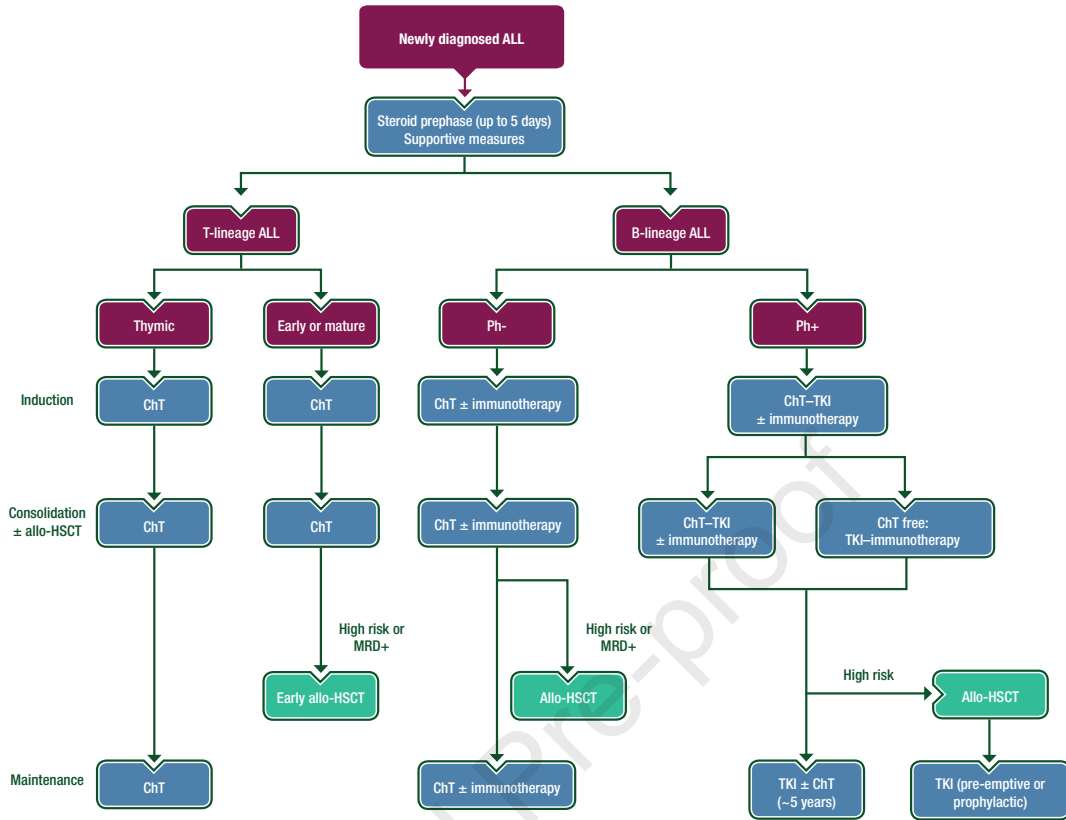 Newly diagnosed ALL
Steroid prephase (up to 5 days)
Supportive measures
T-lineage ALL
B-lineage ALL
Thymic
Early or mature
Ph-
Ph+
Induction
ChT
ChT
ChT ± immunotherapy
ChT–TKI
± immunotherapy
Consolidation
± allo-HSCT
ChT
ChT
ChT ± immunotherapy
ChT–TKI
± immunotherapy
ChT free:
TKI–immunotherapy
High risk or
MRD+
High risk or
MRD+
High risk
Early allo-HSCT
Allo-HSCT
Allo-HSCT
Maintenance
ChT
ChT ± immunotherapy
TKI ± ChT
(~5 years)
TKI (pre-emptive or
prophylactic)
Pre-proof